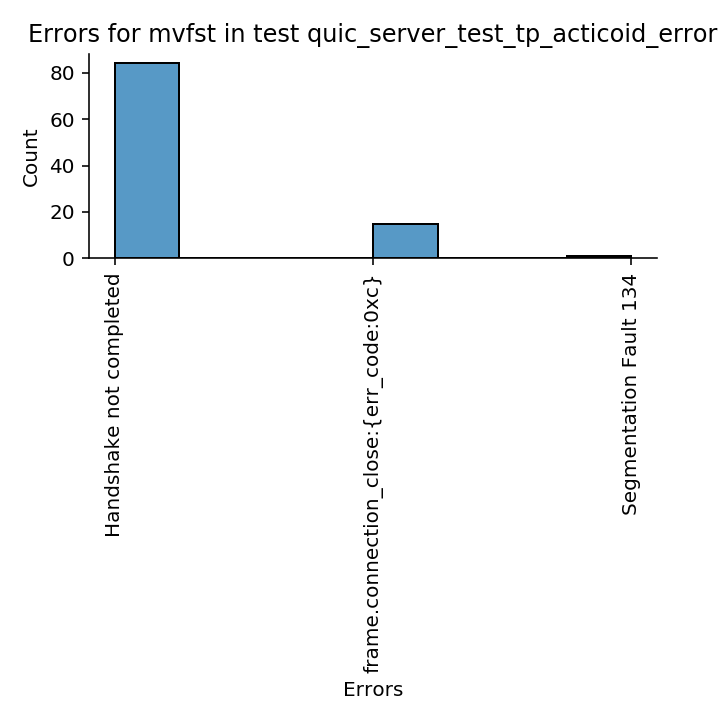 Errors for mvfst in test quic_server_test_tp_acticoid_error
Count
80
60
40
20
0
Handshake not completed
frame.connection_close:{err_code:0xc}
Segmentation Fault 134
Errors